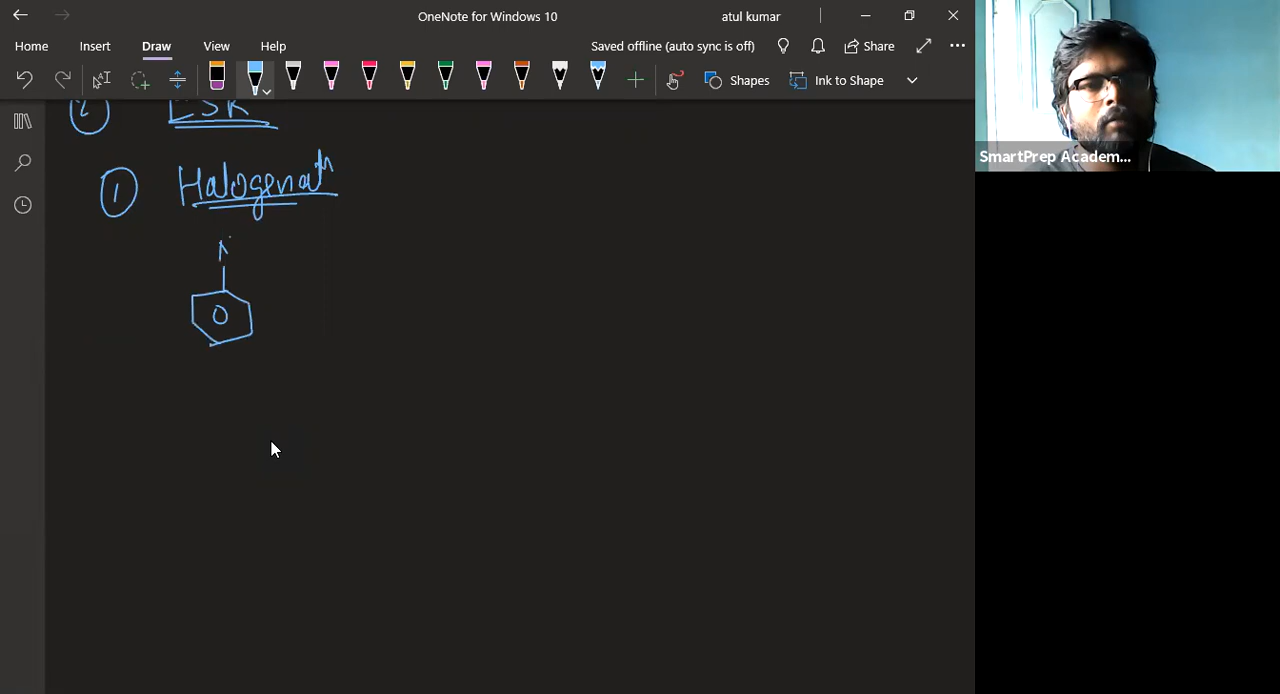 OneNote for Windows 10
atul kumar
Home Insert Draw View Help
Saved offline (auto sync is off)
Share
Shapes
Ink to Shape
SmartPrep Academ...
② ESR
① Halogenatⁿ
N